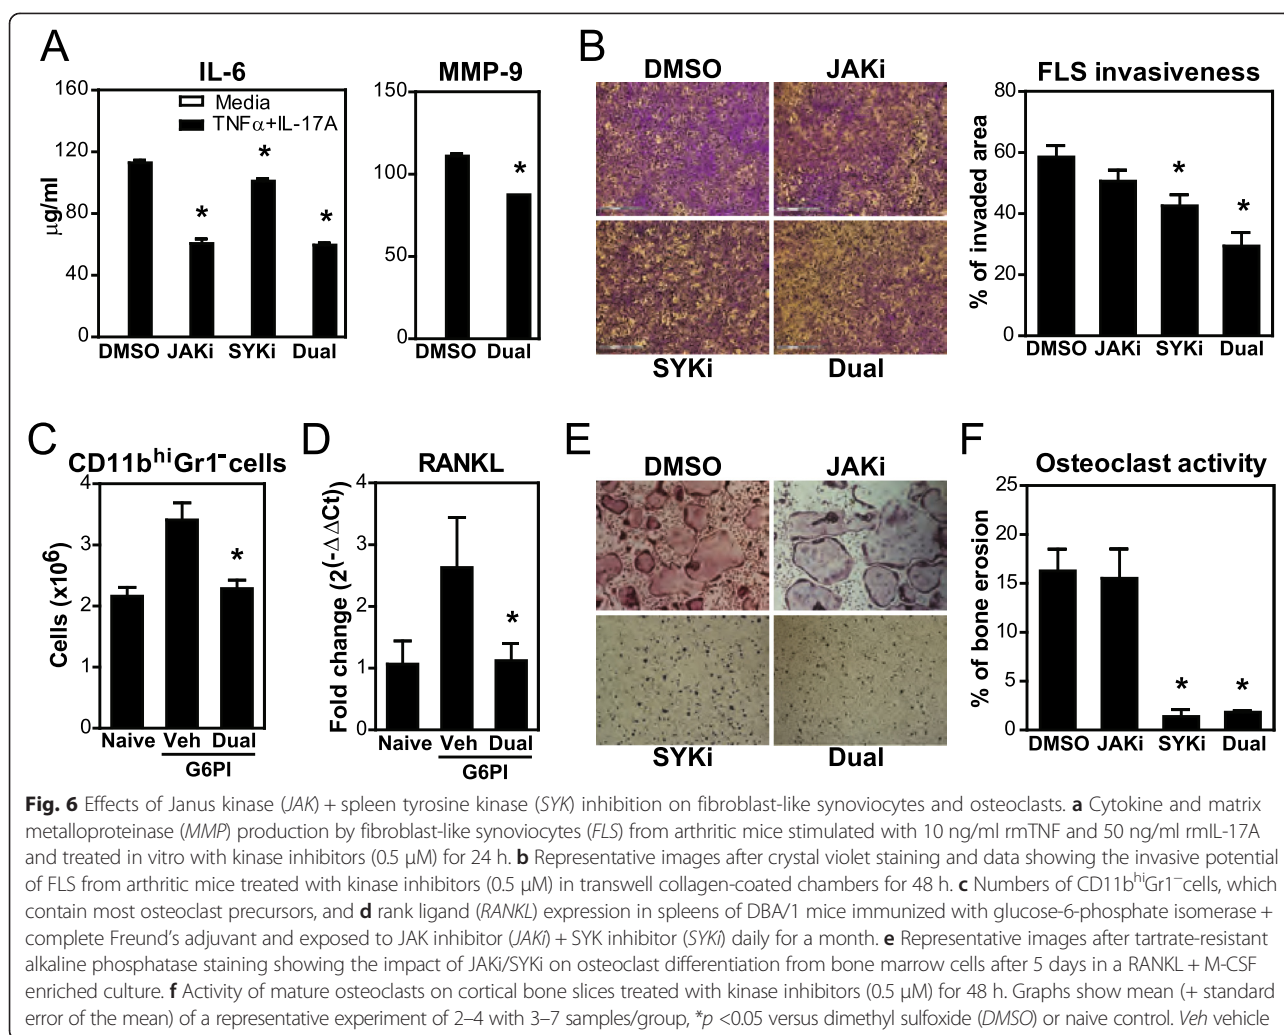 A
IL-6
160
120
80
40
0
µg/ml
Media
TNFα+IL-17A
*
*
*
DMSO JAKi SYKi Dual
MMP-9
150
100
50
0
*
DMSO Dual
B
DMSO JAKi
SYKi Dual
FLS invasiveness
% of invaded area
80
60
40
20
0
*
*
DMSO JAKi SYKi Dual
C
CD11bhiGr1-cells
Cells (x10⁶)
4
3
2
1
0
*
Naive Veh Dual
G6PI
D
RANKL
Fold change (2(-ΔΔCt))
4
3
2
1
0
*
Naive Veh Dual
G6PI
E
DMSO JAKi
SYKi Dual
F
Osteoclast activity
% of bone erosion
25
20
15
10
5
0
*
*
DMSO JAKi SYKi Dual
Fig. 6 Effects of Janus kinase (JAK) + spleen tyrosine kinase (SYK) inhibition on fibroblast-like synoviocytes and osteoclasts. a Cytokine and matrix
metalloproteinase (MMP) production by fibroblast-like synoviocytes (FLS) from arthritic mice stimulated with 10 ng/ml rmTNF and 50 ng/ml rmIL-17A
and treated in vitro with kinase inhibitors (0.5 µM) for 24 h. b Representative images after crystal violet staining and data showing the invasive potential
of FLS from arthritic mice treated with kinase inhibitors (0.5 µM) in transwell collagen-coated chambers for 48 h. c Numbers of CD11bhiGr1−cells, which
contain most osteoclast precursors, and d rank ligand (RANKL) expression in spleens of DBA/1 mice immunized with glucose-6-phosphate isomerase +
complete Freund's adjuvant and exposed to JAK inhibitor (JAKi) + SYK inhibitor (SYKi) daily for a month. e Representative images after tartrate-resistant
alkaline phosphatase staining showing the impact of JAKi/SYKi on osteoclast differentiation from bone marrow cells after 5 days in a RANKL + M-CSF
enriched culture. f Activity of mature osteoclasts on cortical bone slices treated with kinase inhibitors (0.5 µM) for 48 h. Graphs show mean (+ standard
error of the mean) of a representative experiment of 2–4 with 3–7 samples/group, *p <0.05 versus dimethyl sulfoxide (DMSO) or naive control. Veh vehicle